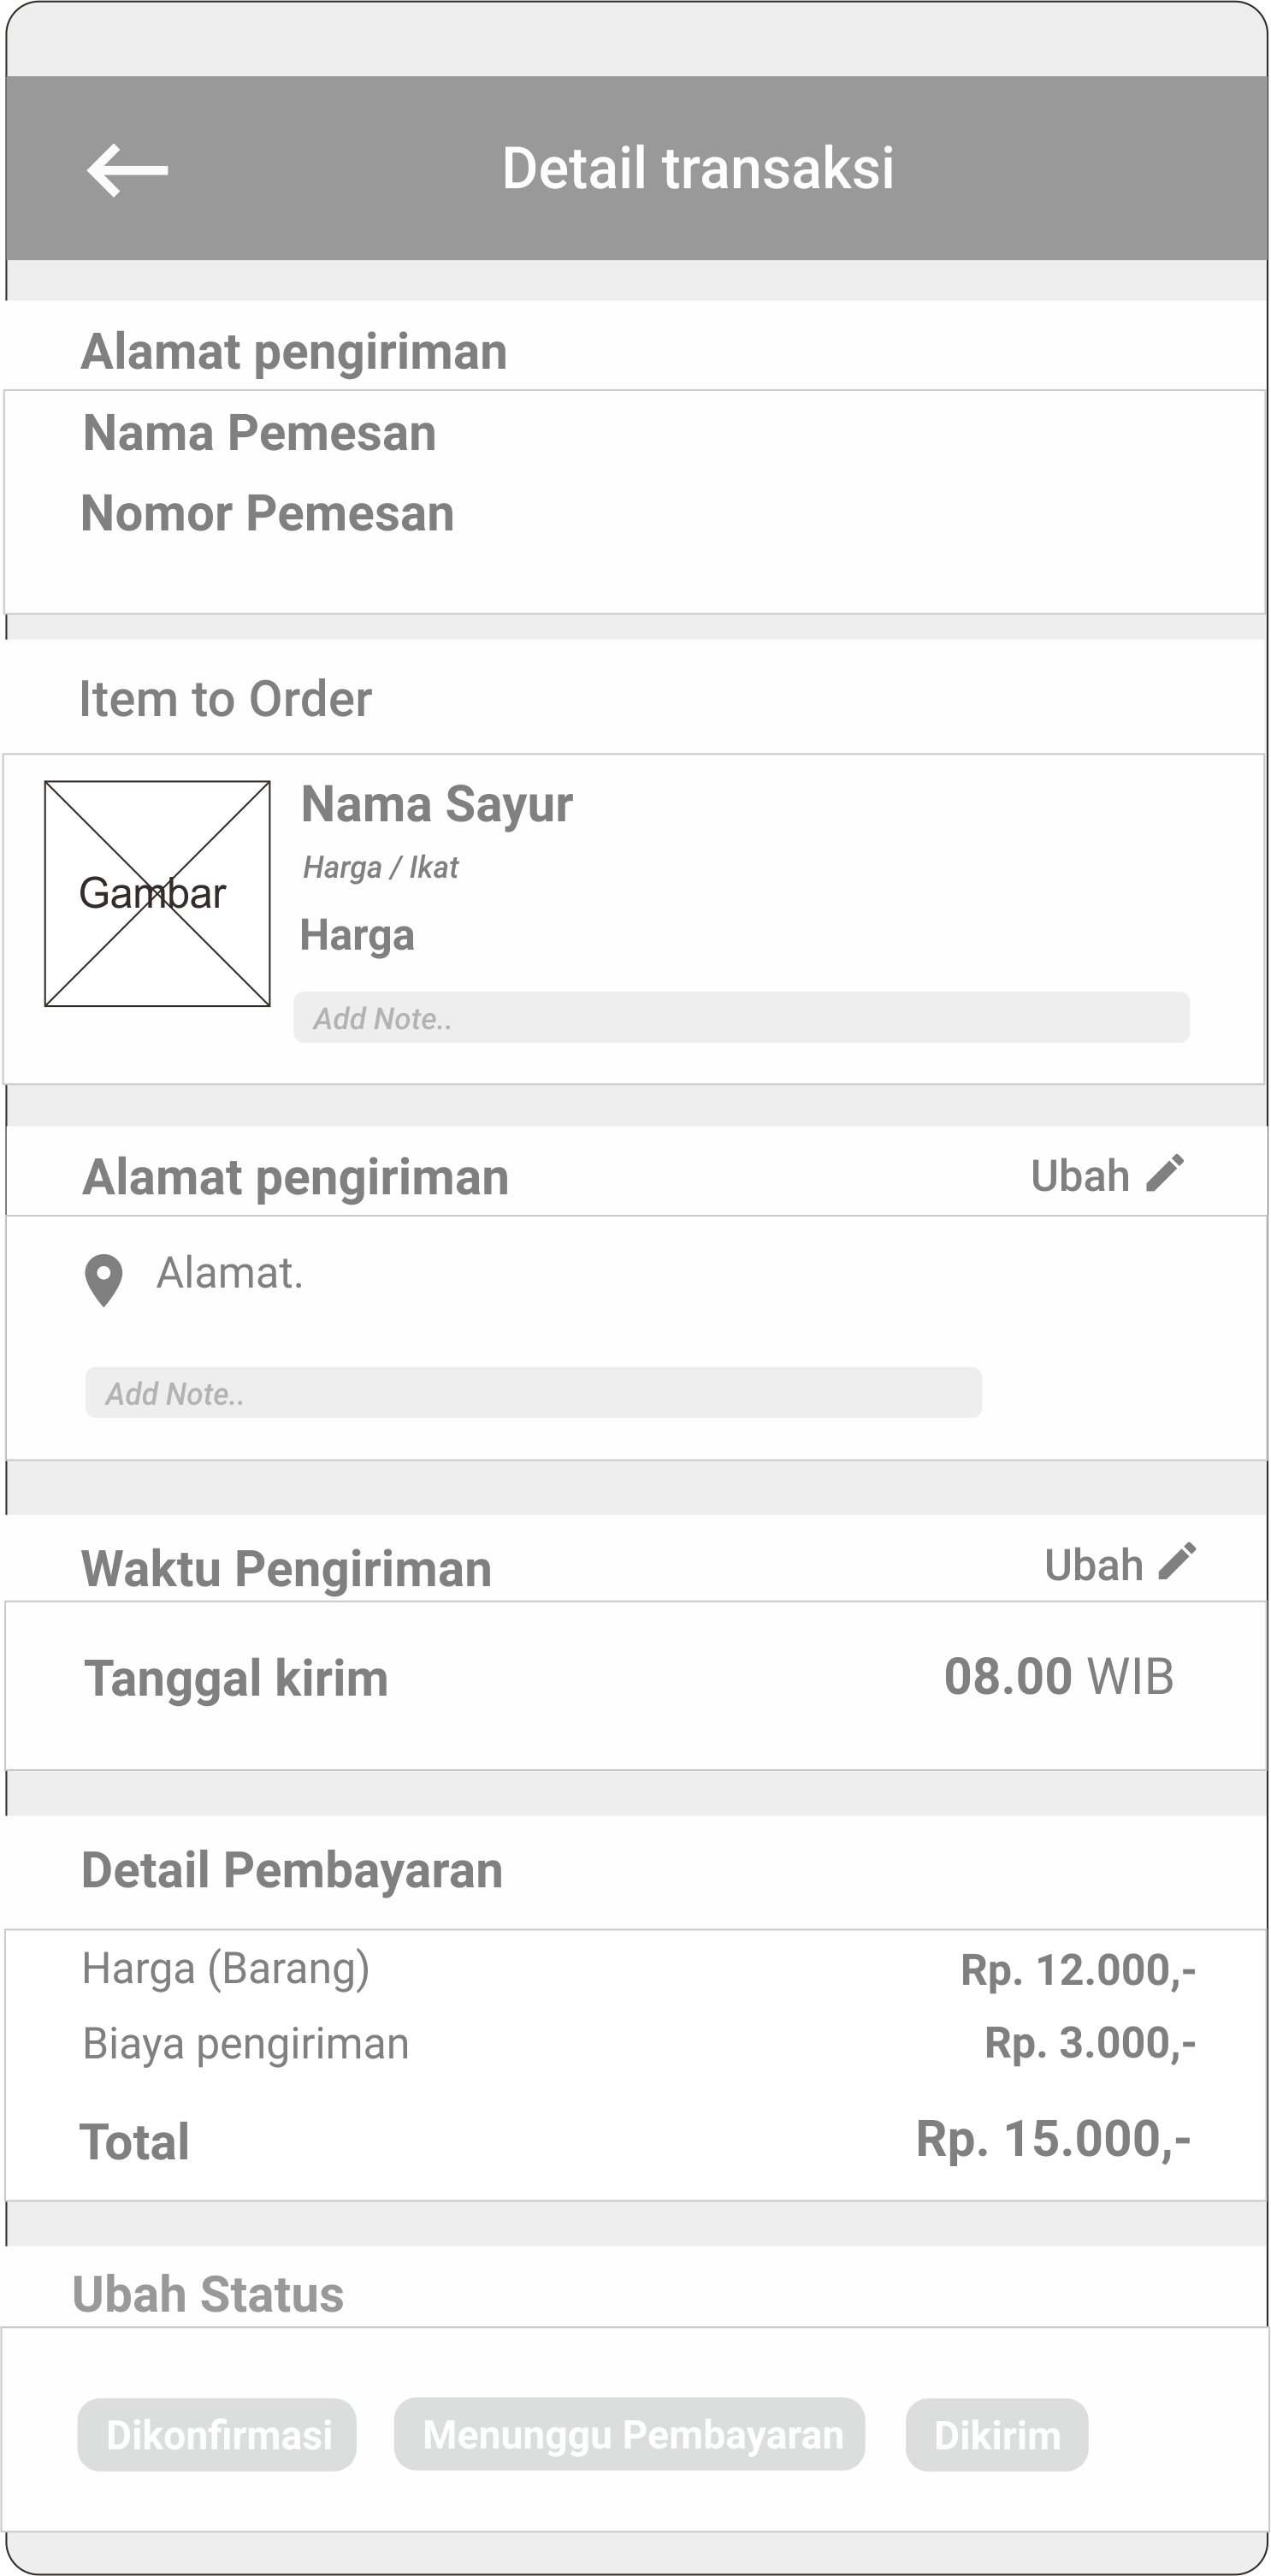 Detail transaksi
Alamat pengiriman
Nama Pemesan
Nomor Pemesan
Item to Order
Gambar
Nama Sayur
Harga / Ikat
Harga
Add Note..
Alamat pengiriman
Ubah
Alamat.
Add Note..
Waktu Pengiriman
Ubah
Tanggal kirim
08.00 WIB
Detail Pembayaran
Harga (Barang)
Rp. 12.000,-
Biaya pengiriman
Rp. 3.000,-
Total
Rp. 15.000,-
Ubah Status
Dikonfirmasi
Menunggu Pembayaran
Dikirim